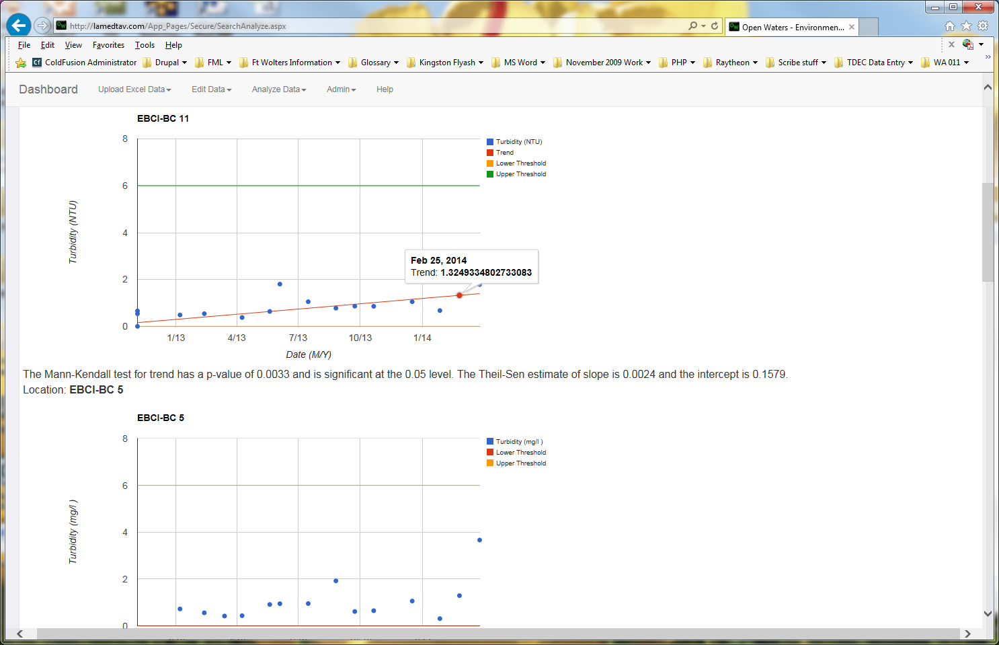 http://lamedtav.com/App_Pages/Secure/SearchAnalyze.aspx
OW Open Waters - Environmen...
File Edit View Favorites Tools Help
Cf ColdFusion Administrator Drupal FML Ft Wolters Information Glossary Kingston Flyash MS Word November 2009 Work PHP Raytheon Scribe stuff TDEC Data Entry WA 011
Dashboard Upload Excel Data Edit Data Analyze Data Admin Help
EBCI-BC 11
8
6
4
2
0
Turbidity (NTU)
Turbidity (NTU)
Trend
Lower Threshold
Upper Threshold
Feb 25, 2014
Trend: 1.3249334802733083
1/13 4/13 7/13 10/13 1/14
Date (M/Y)
The Mann-Kendall test for trend has a p-value of 0.0033 and is significant at the 0.05 level. The Theil-Sen estimate of slope is 0.0024 and the intercept is 0.1579.
Location: EBCI-BC 5
EBCI-BC 5
8
6
4
2
0
Turbidity (mg/l )
Turbidity (mg/l )
Lower Threshold
Upper Threshold